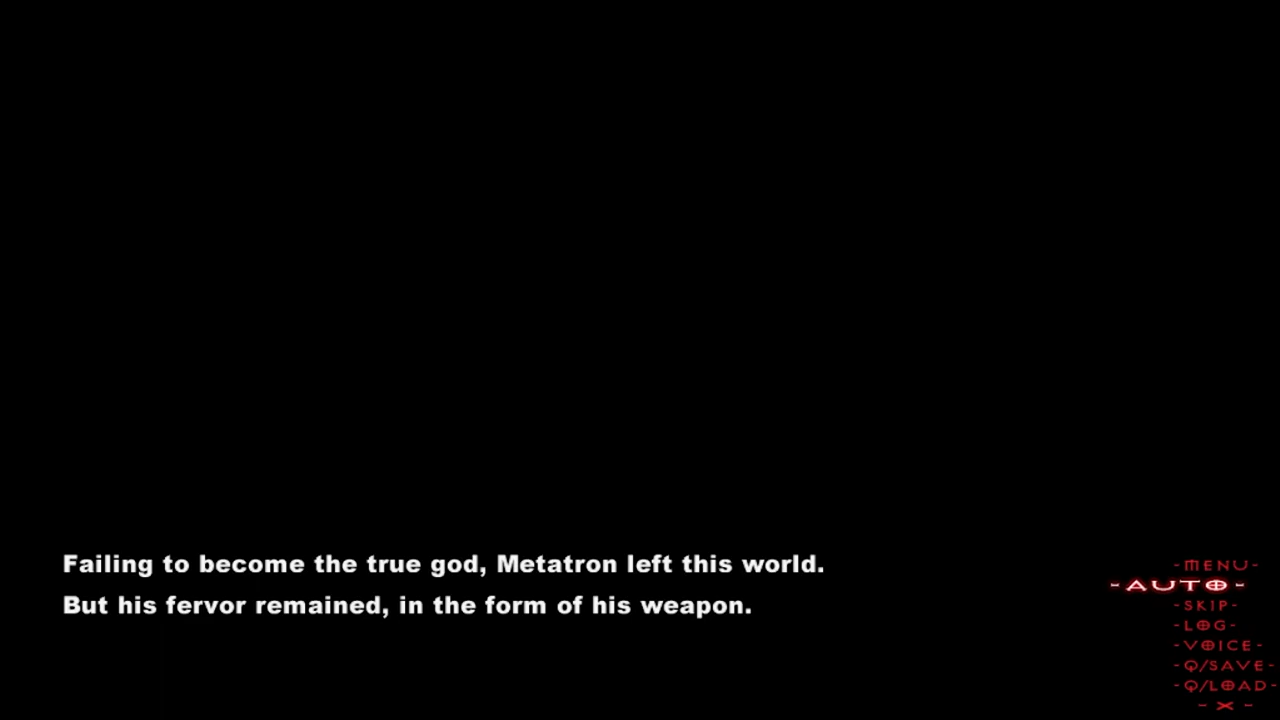 Failing to become the true god, Metatron left this world.
But his fervor remained, in the form of his weapon.
-MENU-
-AUTO-
-SKIP-
-LOG-
-VOICE-
-Q/SAVE-
-Q/LOAD-
-X-